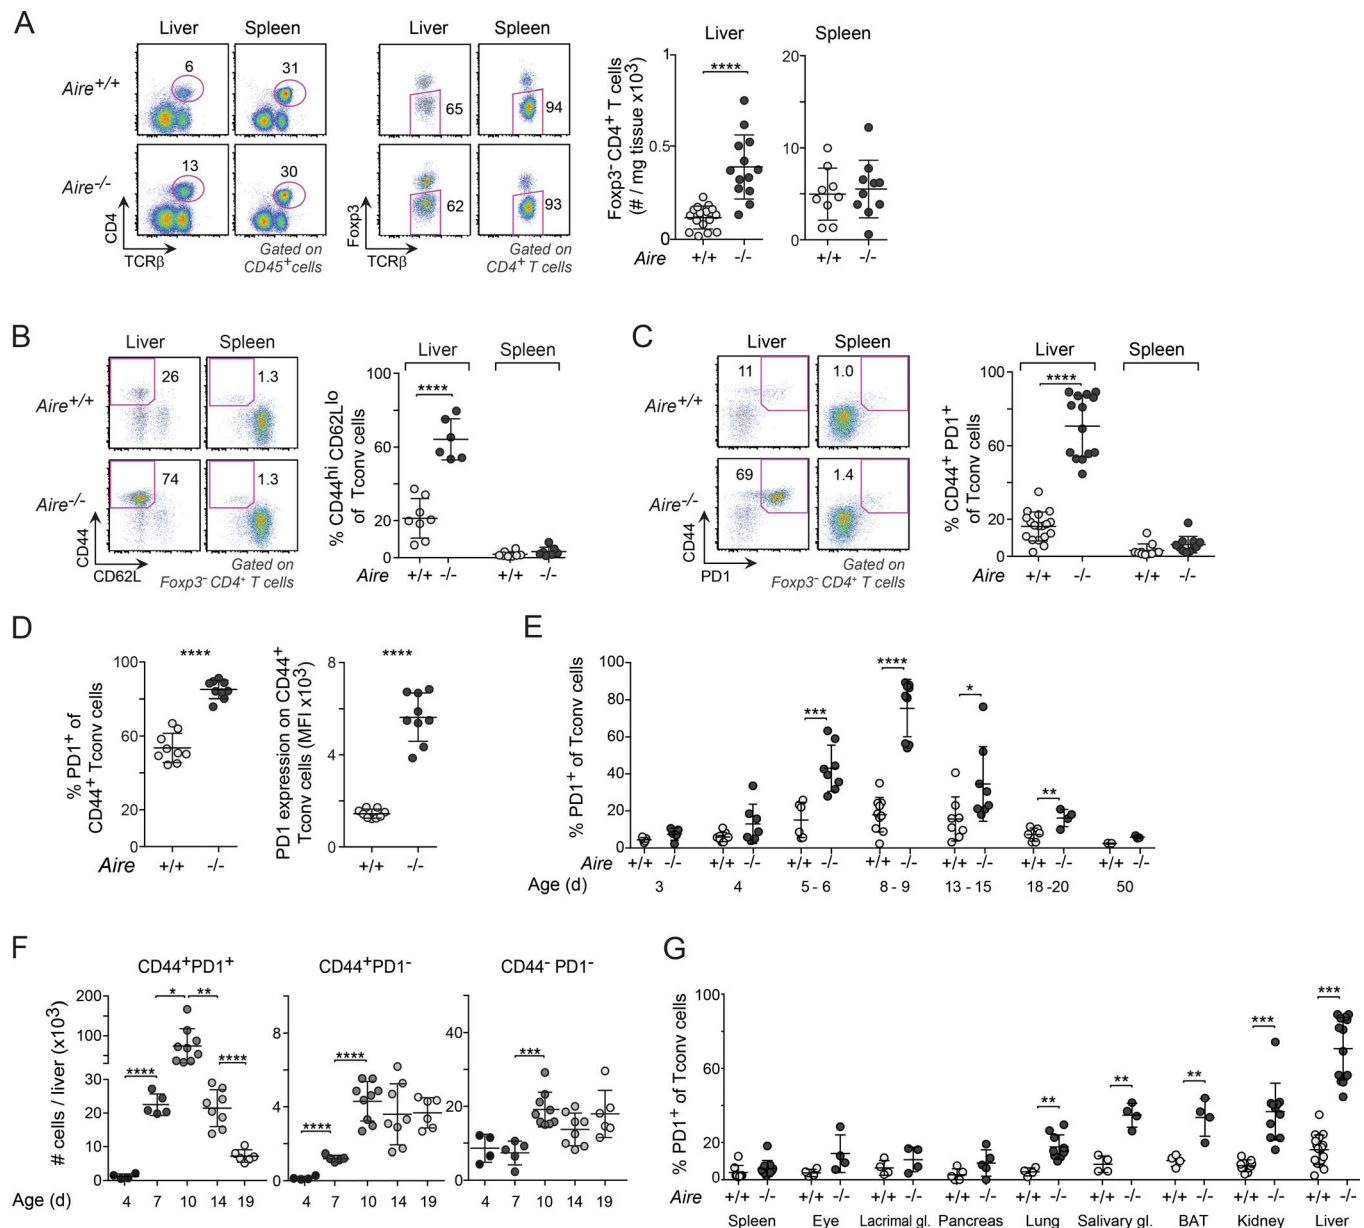 A
Liver Spleen Liver Spleen Liver Spleen
Aire+/+ 6 31 65 94
Aire-/- 13 30 62 93
CD4
TCRβ
Gated on
CD45+cells
Foxp3
TCRβ
Gated on
CD4+ T cells
Foxp3- CD4+ T cells
(# / mg tissue x103)
1
0.5
0
****
20
10
0
Aire +/+ -/- +/+ -/-
B
Liver Spleen
Aire+/+ 26 1.3
Aire-/- 74 1.3
CD44
CD62L
Gated on
Foxp3- CD4+ T cells
Liver Spleen
% CD44hi CD62Llo
of Tconv cells
100
60
20
0
****
Aire +/+ -/- +/+ -/-
C
Liver Spleen
Aire+/+ 11 1.0
Aire-/- 69 1.4
CD44
PD1
Gated on
Foxp3- CD4+ T cells
Liver Spleen
% CD44+ PD1+
of Tconv cells
100
60
20
0
****
Aire +/+ -/- +/+ -/-
D
% PD1+ of
CD44+ Tconv cells
100
60
20
0
****
PD1 expression on CD44+
Tconv cells (MFI x103)
8
4
0
****
Aire +/+ -/- +/+ -/-
E
% PD1+ of Tconv cells
100
60
20
0
*** **** * **
Aire +/+ -/- +/+ -/- +/+ -/- +/+ -/- +/+ -/- +/+ -/- +/+ -/-
Age (d) 3 4 5 - 6 8 - 9 13 - 15 18 -20 50
F
CD44+PD1+ CD44+PD1- CD44- PD1-
# cells / liver (x103)
200
100
30
20
10
0
**** * ** ****
8
4
0
**** ****
40
20
0
***
Age (d) 4 7 10 14 19 4 7 10 14 19 4 7 10 14 19
G
% PD1+ of Tconv cells
100
60
20
0
** ** ** *** ***
Aire +/+ -/- +/+ -/- +/+ -/- +/+ -/- +/+ -/- +/+ -/- +/+ -/- +/+ -/- +/+ -/-
Spleen Eye Lacrimal gl. Pancreas Lung Salivary gl. BAT Kidney Liver